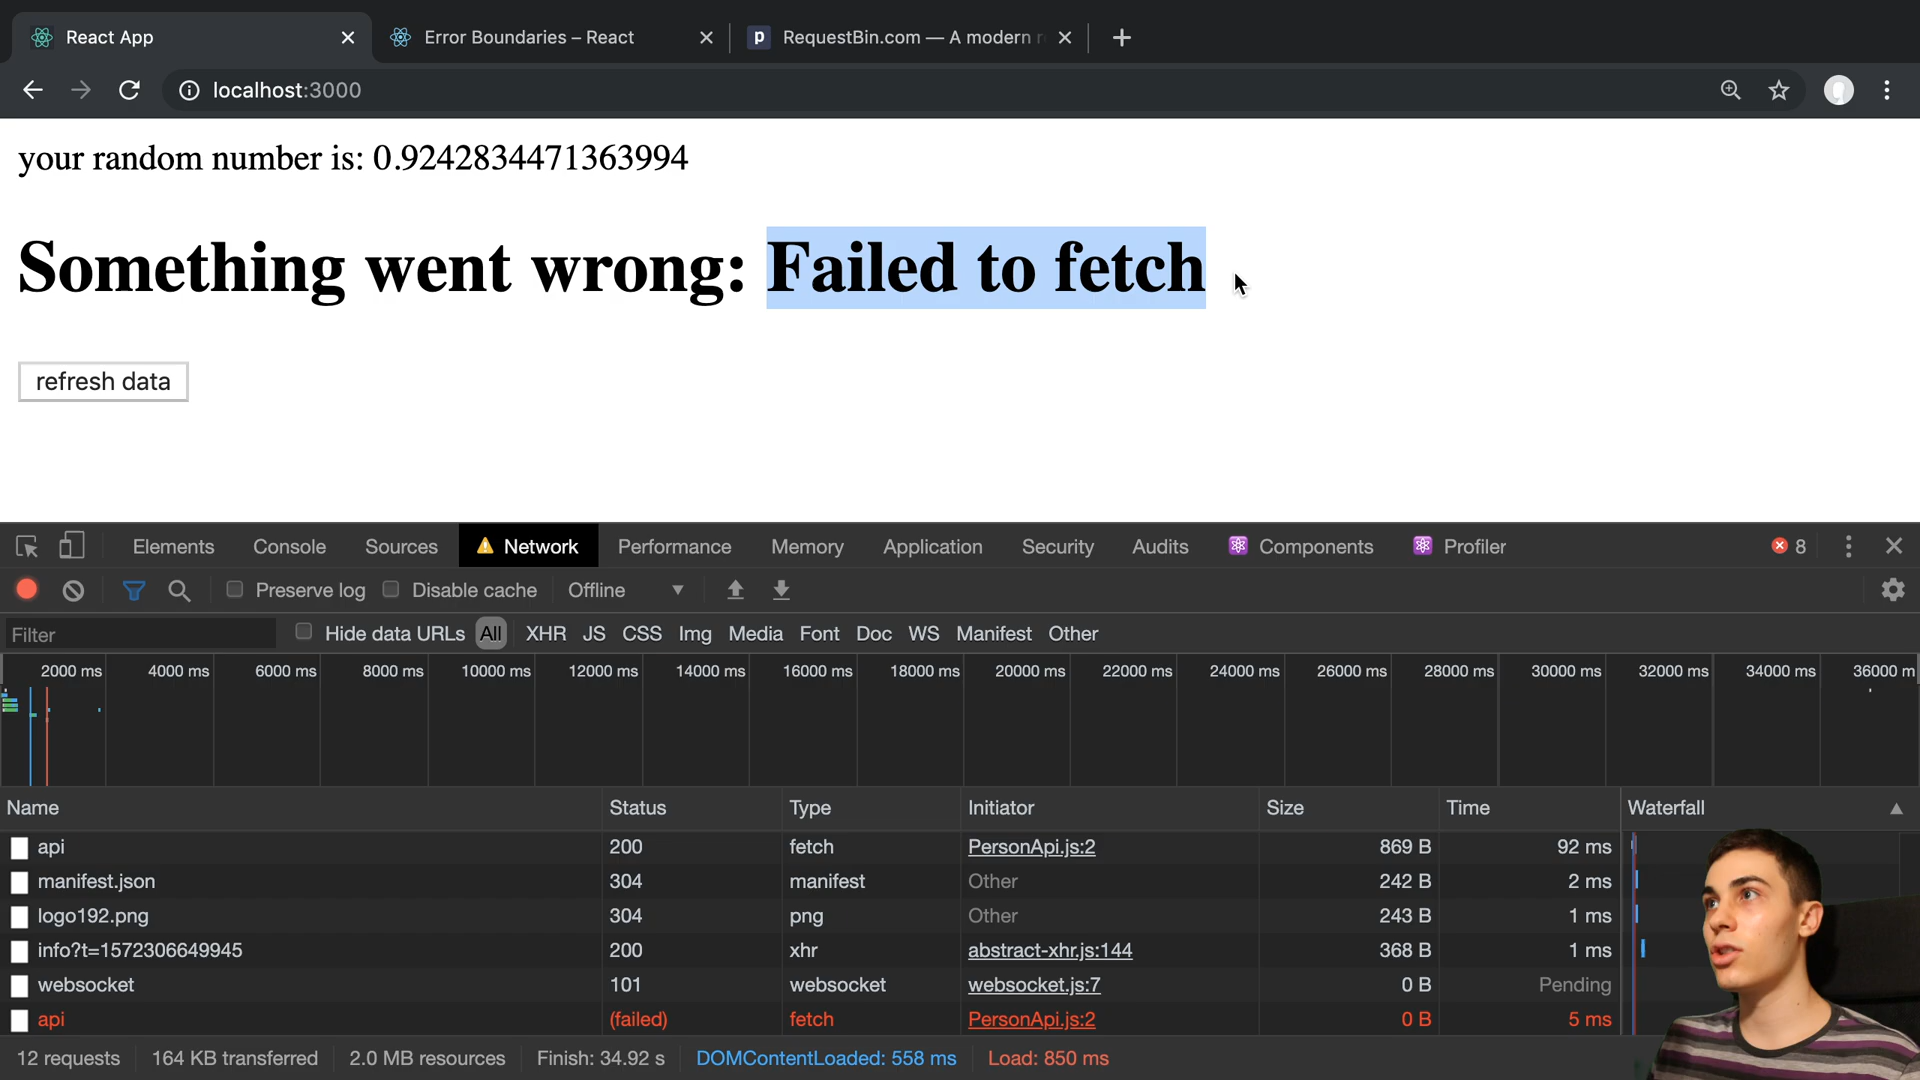 React App
Error Boundaries – React
RequestBin.com — A modern r
localhost:3000
your random number is: 0.9242834471363994
Something went wrong: Failed to fetch
refresh data
Elements Console Sources Network Performance Memory Application Security Audits Components Profiler 8
Preserve log Disable cache Offline
Filter Hide data URLs All XHR JS CSS Img Media Font Doc WS Manifest Other
2000 ms 4000 ms 6000 ms 8000 ms 10000 ms 12000 ms 14000 ms 16000 ms 18000 ms 20000 ms 22000 ms 24000 ms 26000 ms 28000 ms 30000 ms 32000 ms 34000 ms 36000 m
Name Status Type Initiator Size Time Waterfall
api 200 fetch PersonApi.js:2 869 B 92 ms
manifest.json 304 manifest Other 242 B 2 ms
logo192.png 304 png Other 243 B 1 ms
info?t=1572306649945 200 xhr abstract-xhr.js:144 368 B 1 ms
websocket 101 websocket websocket.js:7 0 B Pending
api (failed) fetch PersonApi.js:2 0 B 5 ms
12 requests 164 KB transferred 2.0 MB resources Finish: 34.92 s DOMContentLoaded: 558 ms Load: 850 ms